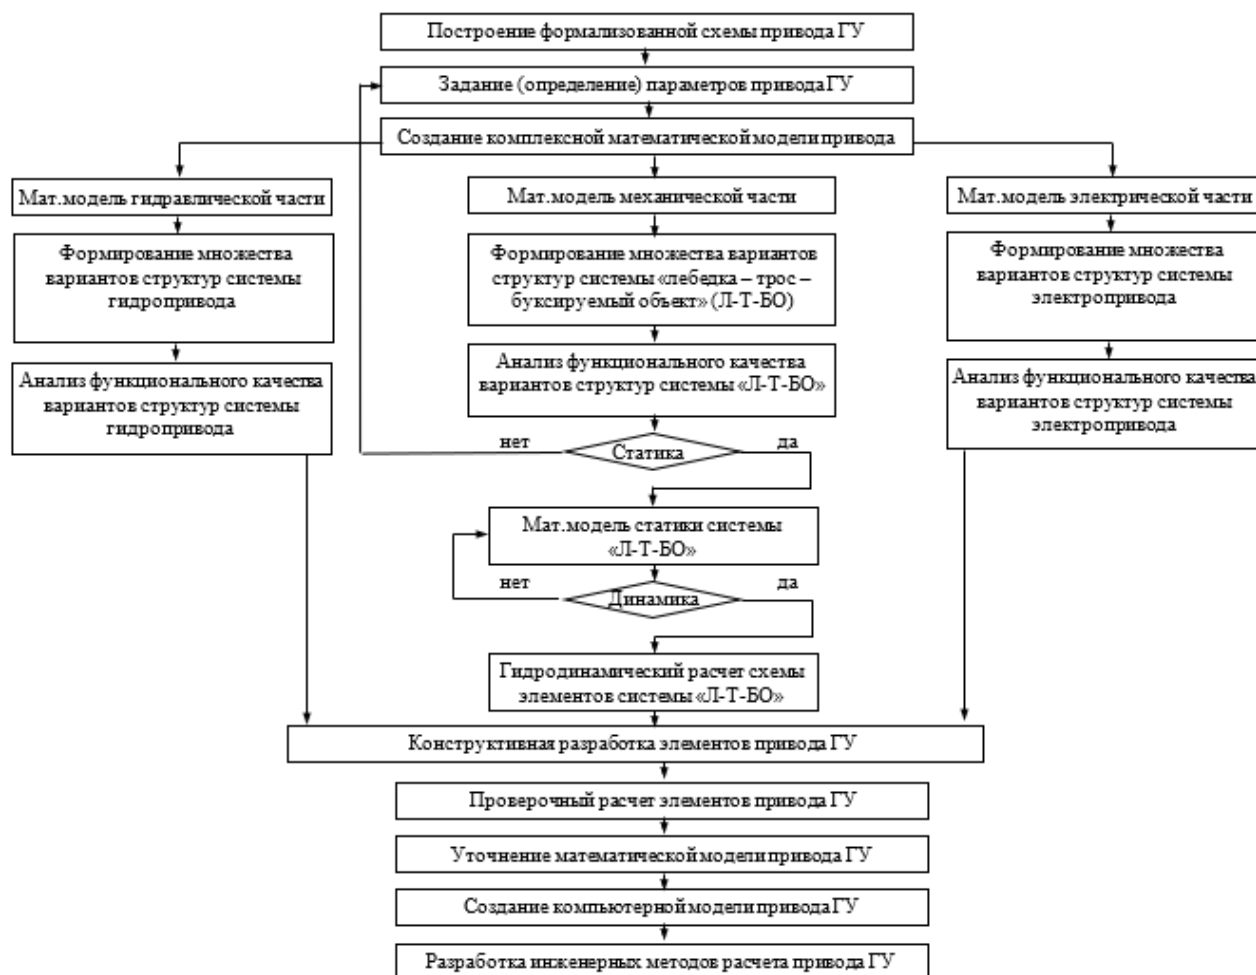 Построение формализованной схемы привода ГУ
Задание (определение) параметров привода ГУ
Создание комплексной математической модели привода
Мат.модель гидравлической части
Мат.модель механической части
Мат.модель электрической части
Формирование множества
вариантов структур системы
гидропривода
Формирование множества вариантов
структур системы «лебедка – трос –
буксируемый объект» (Л-Т-БО)
Формирование множества
вариантов структур системы
электропривода
Анализ функционального качества
вариантов структур системы
гидропривода
Анализ функционального качества
вариантов структур системы «Л-Т-БО»
Анализ функционального качества
вариантов структур системы
электропривода
нет
Статика
да
Мат.модель статики системы
«Л-Т-БО»
нет
Динамика
да
Гидродинамический расчет схемы
элементов системы «Л-Т-БО»
Конструктивная разработка элементов привода ГУ
Проверочный расчет элементов привода ГУ
Уточнение математической модели привода ГУ
Создание компьютерной модели привода ГУ
Разработка инженерных методов расчета привода ГУ